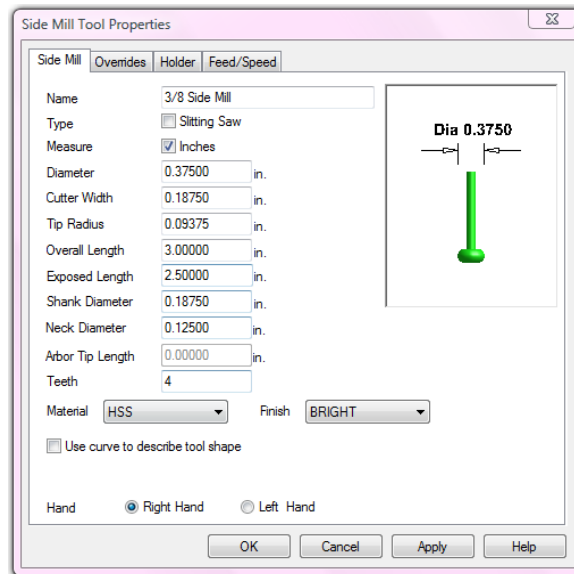 Side Mill Tool Properties
Side Mill Overrides Holder Feed/Speed
Name 3/8 Side Mill
Type Slitting Saw
Measure Inches
Diameter 0.37500 in.
Cutter Width 0.18750 in.
Tip Radius 0.09375 in.
Overall Length 3.00000 in.
Exposed Length 2.50000 in.
Shank Diameter 0.18750 in.
Neck Diameter 0.12500 in.
Arbor Tip Length 0.00000 in.
Teeth 4
Material HSS Finish BRIGHT
Use curve to describe tool shape
Hand Right Hand Left Hand
OK Cancel Apply Help
Dia 0.3750